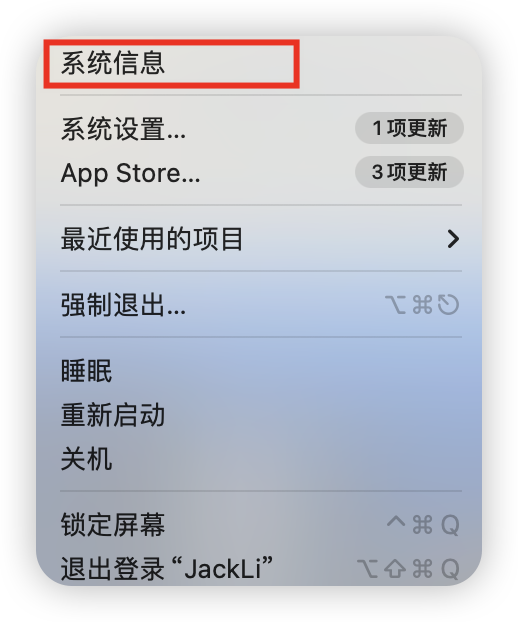 系统信息
系统设置... 1项更新
App Store... 3项更新
最近使用的项目
强制退出... ⌥⌘⎋
睡眠
重新启动
关机
锁定屏幕 ^⌘Q
退出登录“JackLi” ⌥⇧⌘Q